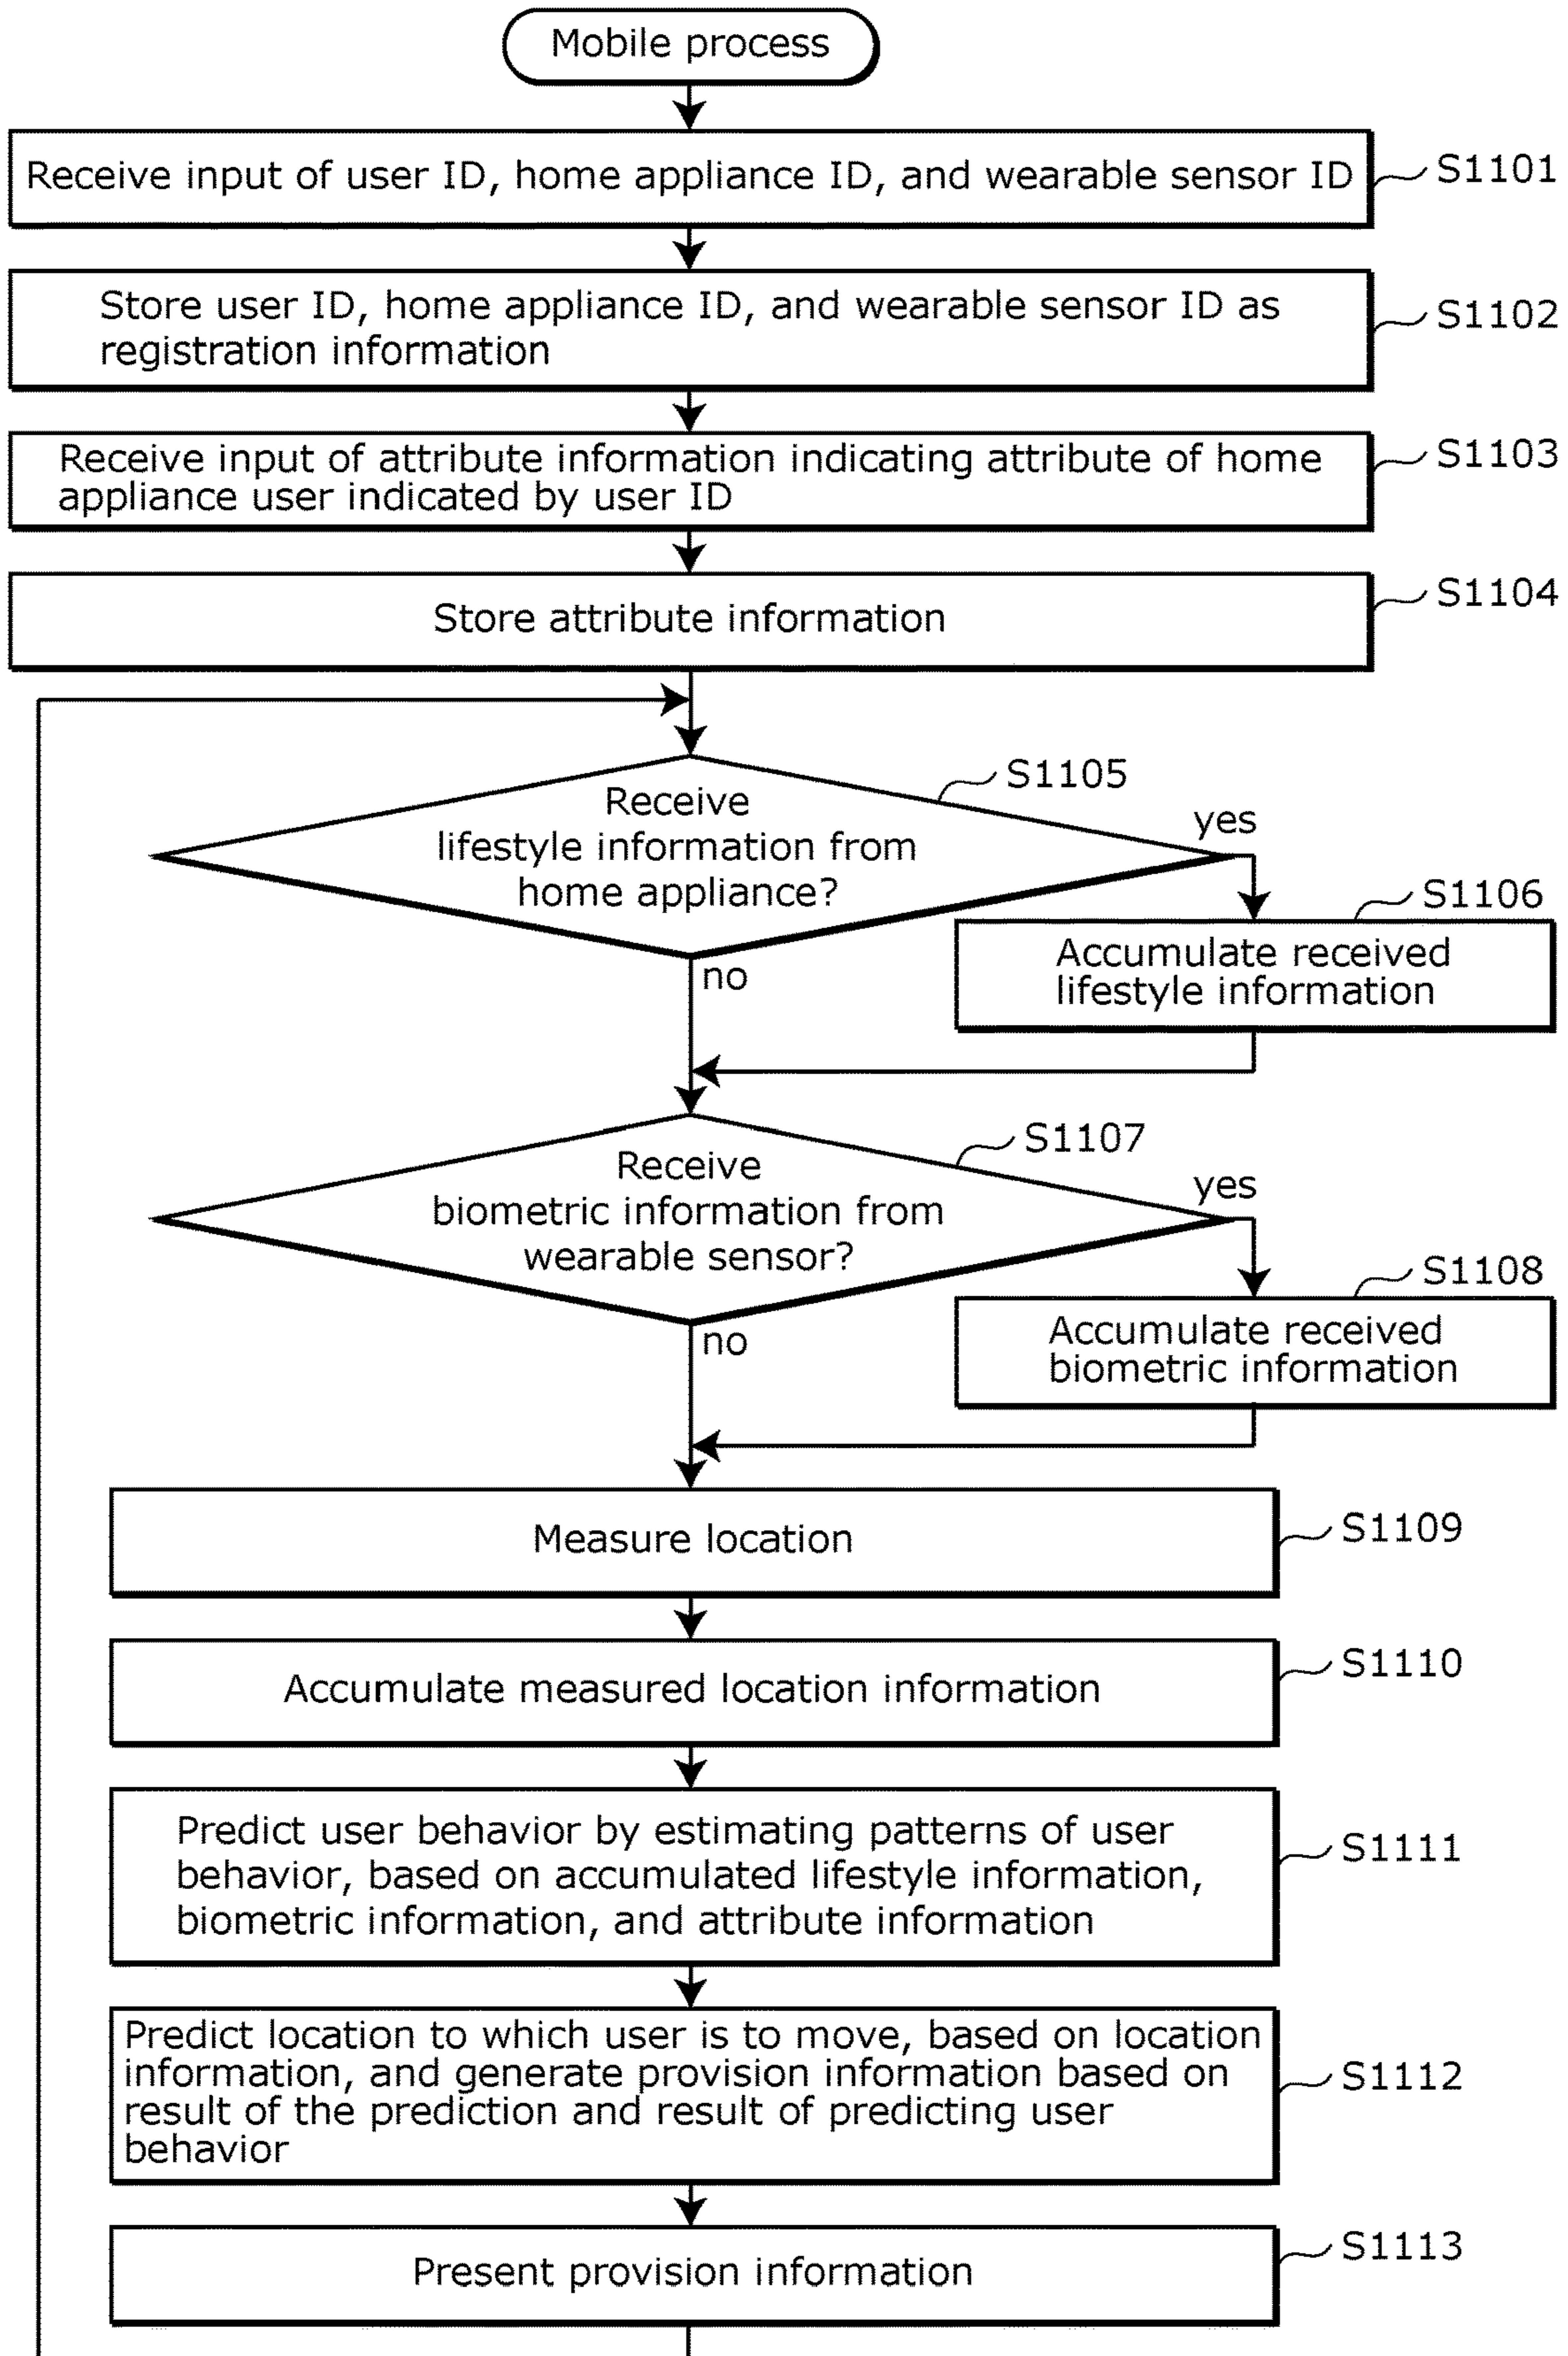 Mobile process
Receive input of user ID, home appliance ID, and wearable sensor ID
S1101
Store user ID, home appliance ID, and wearable sensor ID as
registration information
S1102
Receive input of attribute information indicating attribute of home
appliance user indicated by user ID
S1103
Store attribute information
S1104
S1105
Receive
lifestyle information from
home appliance?
yes
no
S1106
Accumulate received
lifestyle information
S1107
Receive
biometric information from
wearable sensor?
yes
no
S1108
Accumulate received
biometric information
Measure location
S1109
Accumulate measured location information
S1110
Predict user behavior by estimating patterns of user
behavior, based on accumulated lifestyle information,
biometric information, and attribute information
S1111
Predict location to which user is to move, based on location
information, and generate provision information based on
result of the prediction and result of predicting user
behavior
S1112
Present provision information
S1113